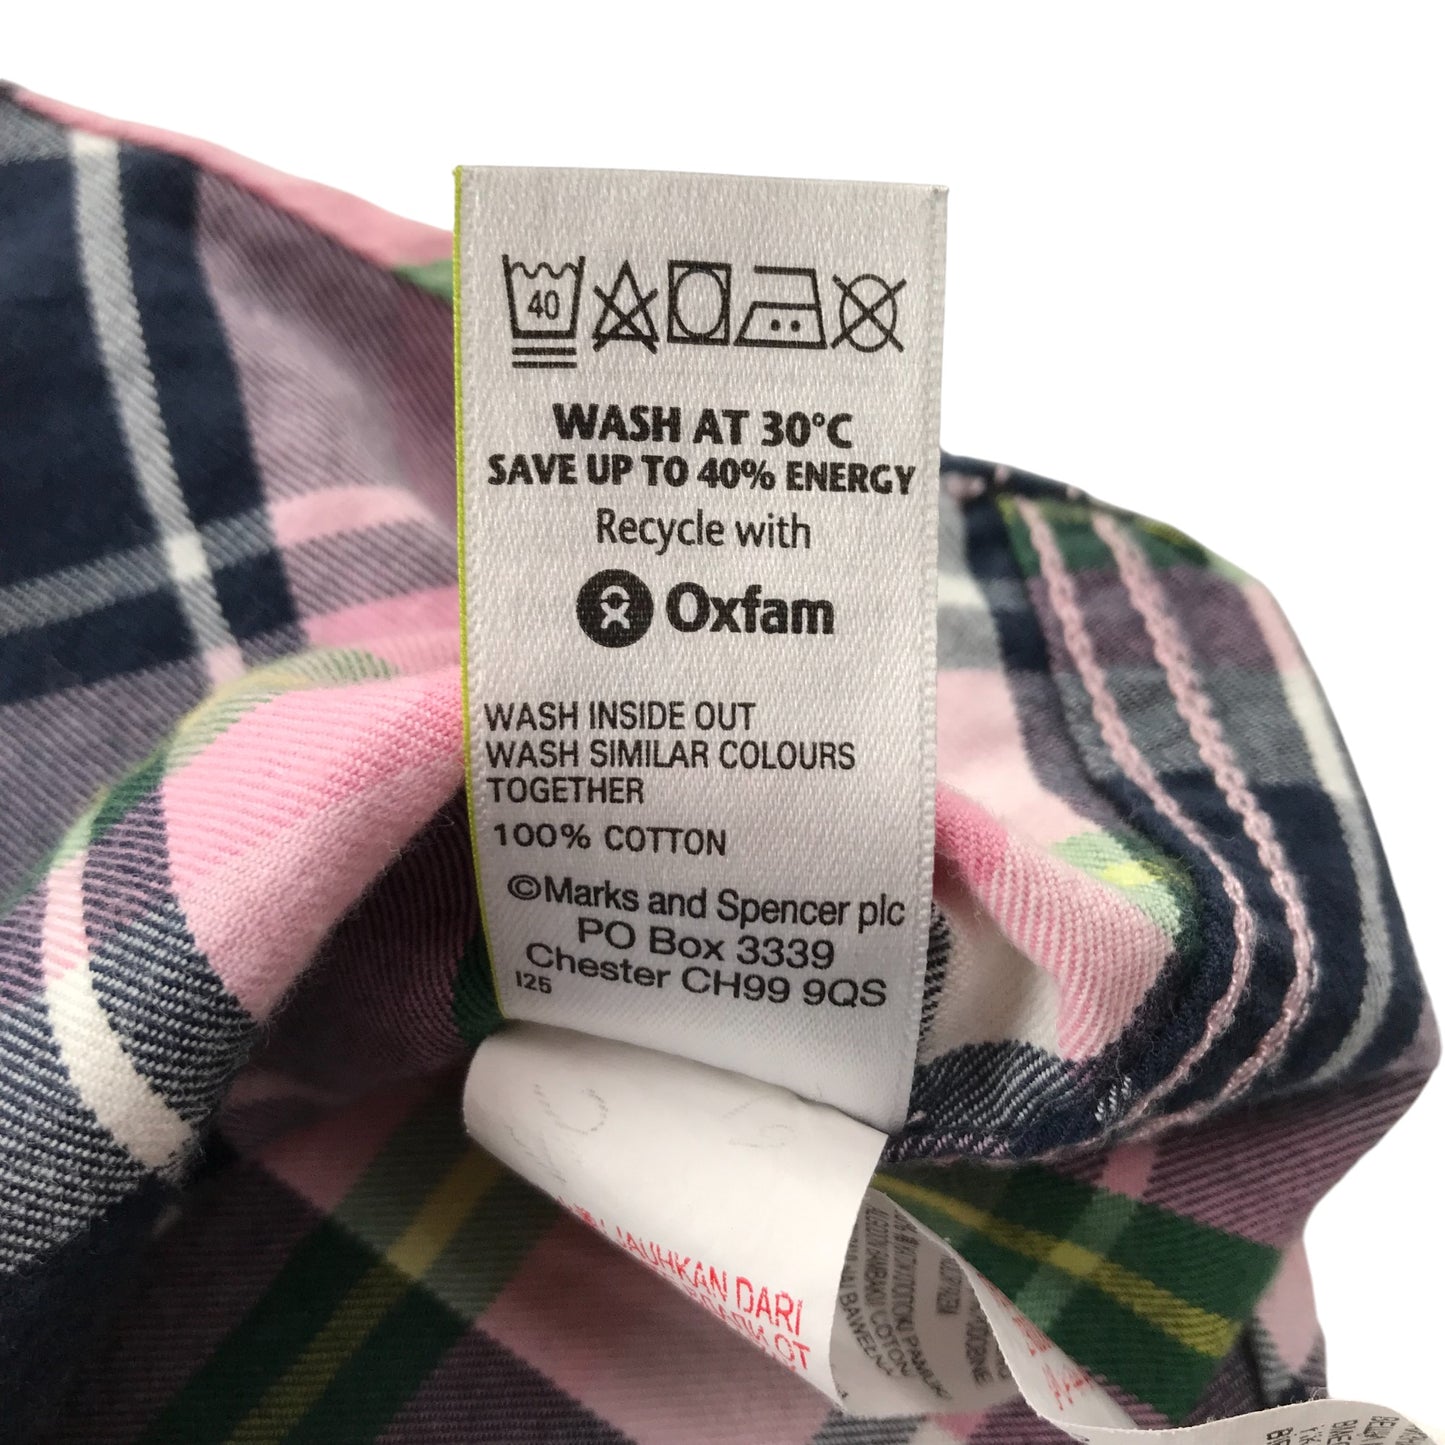 40
WASH AT 30°C
SAVE UP TO 40% ENERGY
Recycle with
Oxfam
WASH INSIDE OUT
WASH SIMILAR COLOURS
TOGETHER
100% COTTON
©Marks and Spencer plc
PO Box 3339
Chester CH99 9QS
I25
JAUHKAN DARI